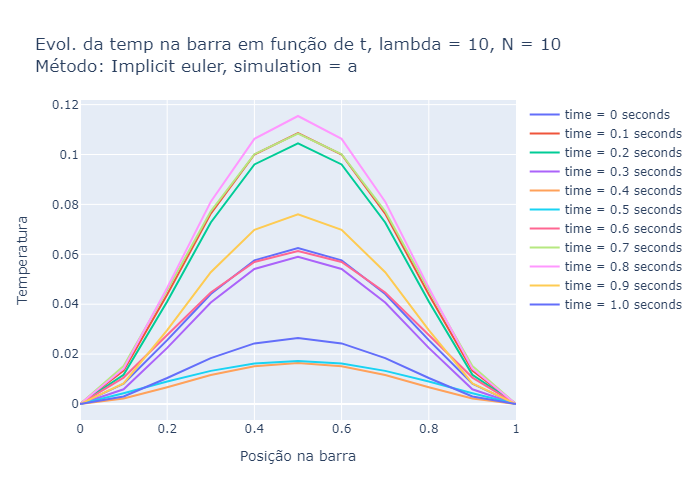 Evol. da temp na barra em função de t, lambda = 10, N = 10
Método: Implicit euler, simulation = a
0.12
0.1
0.08
0.06
0.04
0.02
0
Temperatura
0
0.2
0.4
0.6
0.8
1
Posição na barra
time = 0 seconds
time = 0.1 seconds
time = 0.2 seconds
time = 0.3 seconds
time = 0.4 seconds
time = 0.5 seconds
time = 0.6 seconds
time = 0.7 seconds
time = 0.8 seconds
time = 0.9 seconds
time = 1.0 seconds